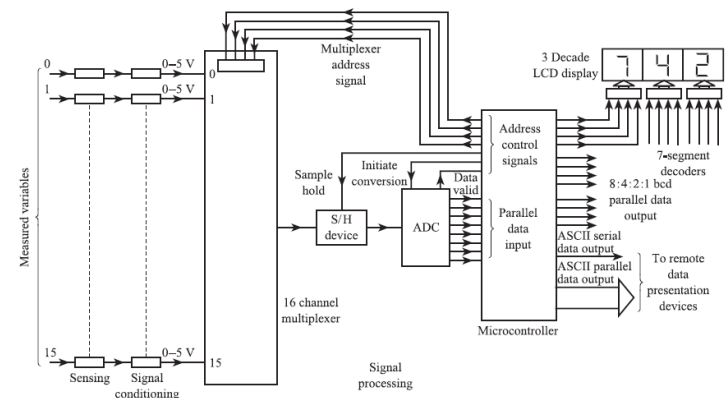 Multiplexer
address
signal
3 Decade
LCD display
7 4 2
0
0–5 V
0
1
0–5 V
1
Measured variables
Address
control
signals
7-segment
decoders
Sample
hold
Initiate
conversion
Data
valid
8:4:2:1 bcd
parallel data
output
S/H
device
ADC
Parallel
data
input
ASCII serial
data output
ASCII parallel
data output
To remote
data
presentation
devices
16 channel
multiplexer
Microcontroller
15
0–5 V
15
Sensing
Signal
conditioning
Signal
processing